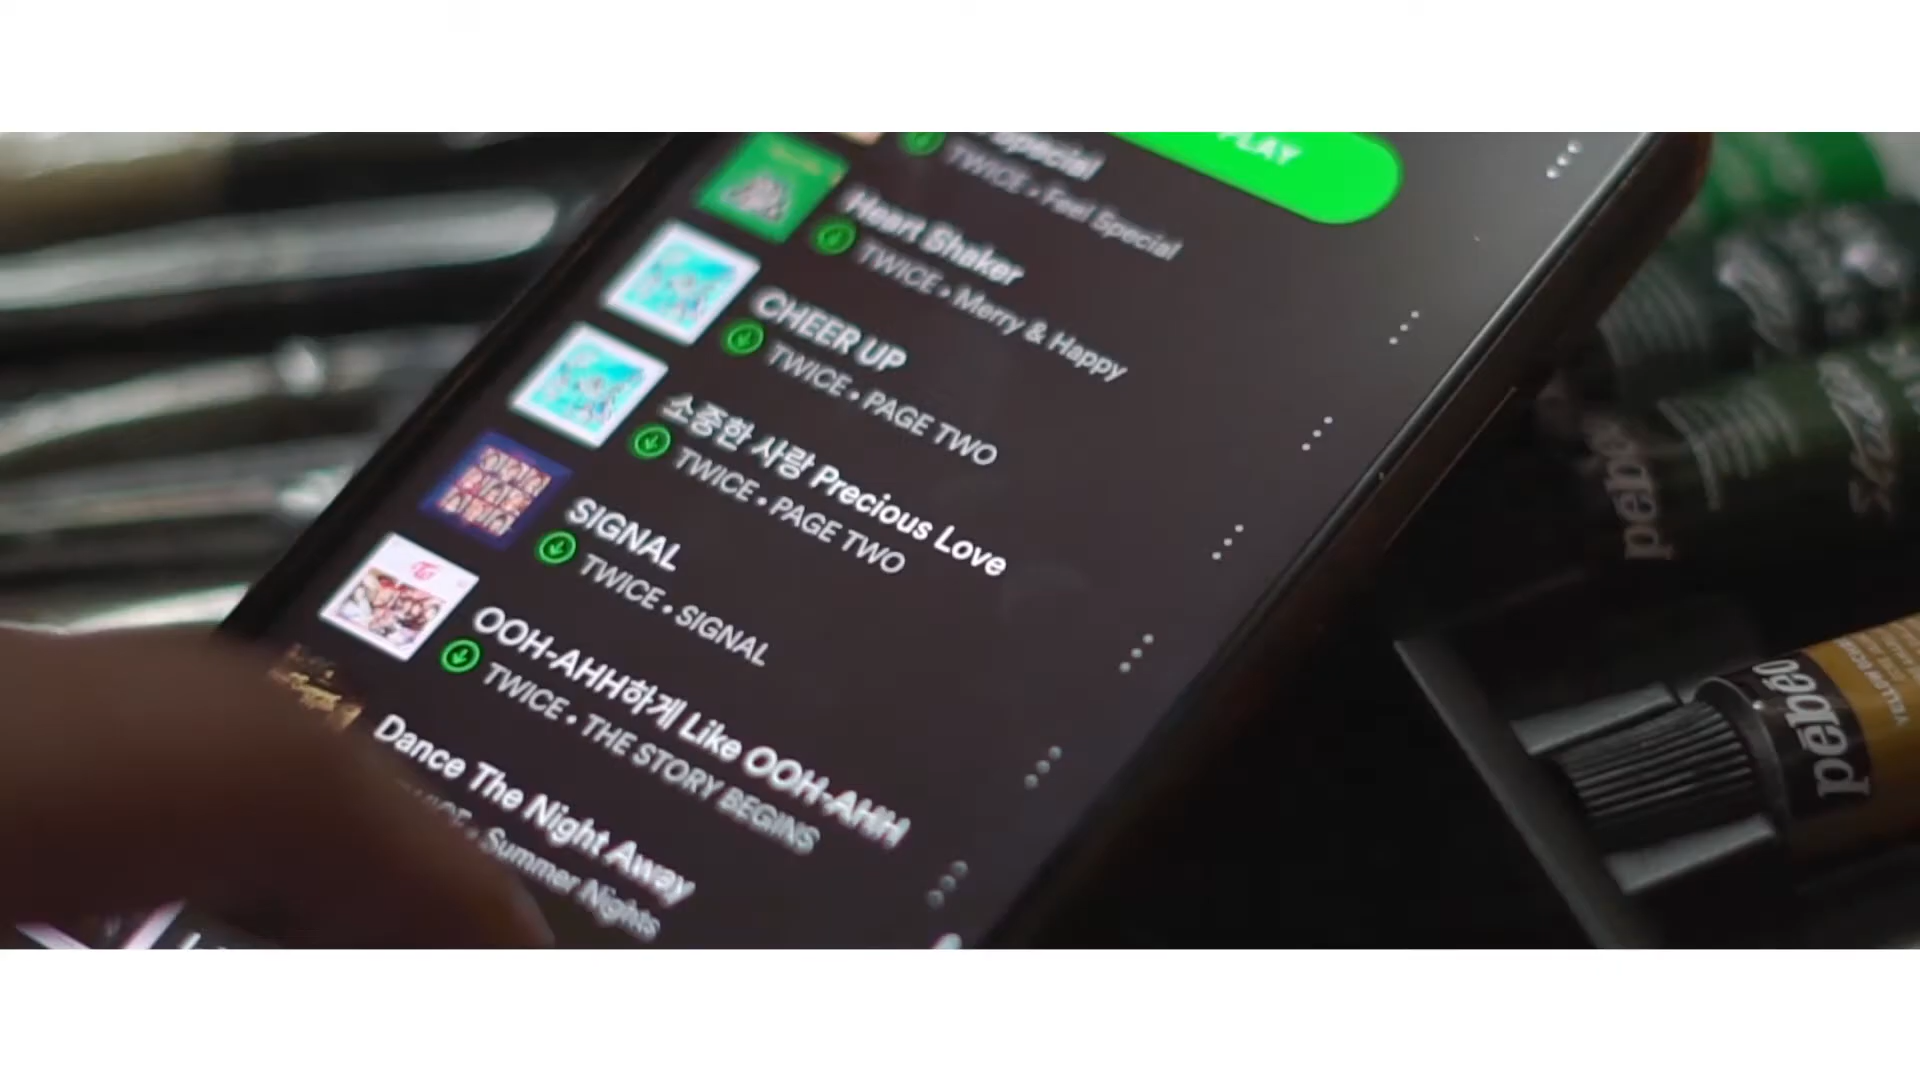 PLAY
Special
TWICE • Feel Special
Heart Shaker
TWICE • Merry & Happy
CHEER UP
TWICE • PAGE TWO
소중한 사랑 Precious Love
TWICE • PAGE TWO
SIGNAL
TWICE • SIGNAL
OOH-AHH하게 Like OOH-AHH
TWICE • THE STORY BEGINS
Dance The Night Away
• Summer Nights
pebeo
pébéo